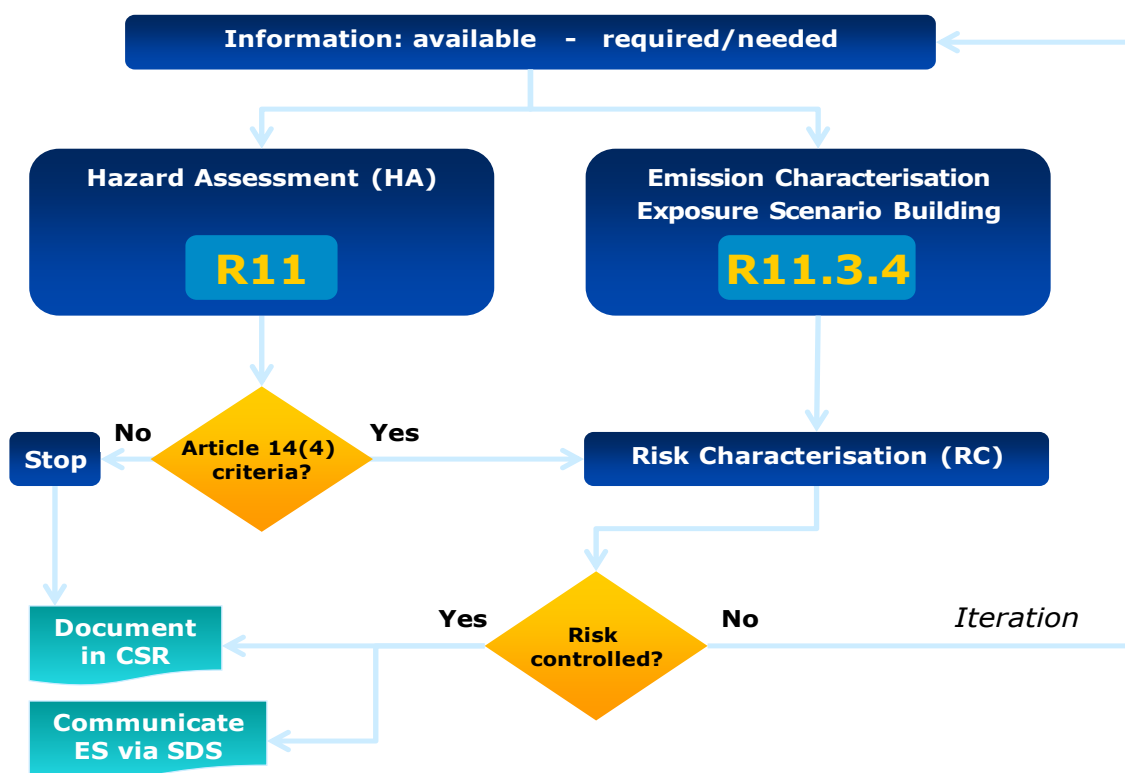 Information: available - required/needed
Hazard Assessment (HA)
R11
Emission Characterisation
Exposure Scenario Building
R11.3.4
No
Article 14(4)
criteria?
Yes
Stop
Risk Characterisation (RC)
Document
in CSR
Yes
Risk
controlled?
No
Iteration
Communicate
ES via SDS